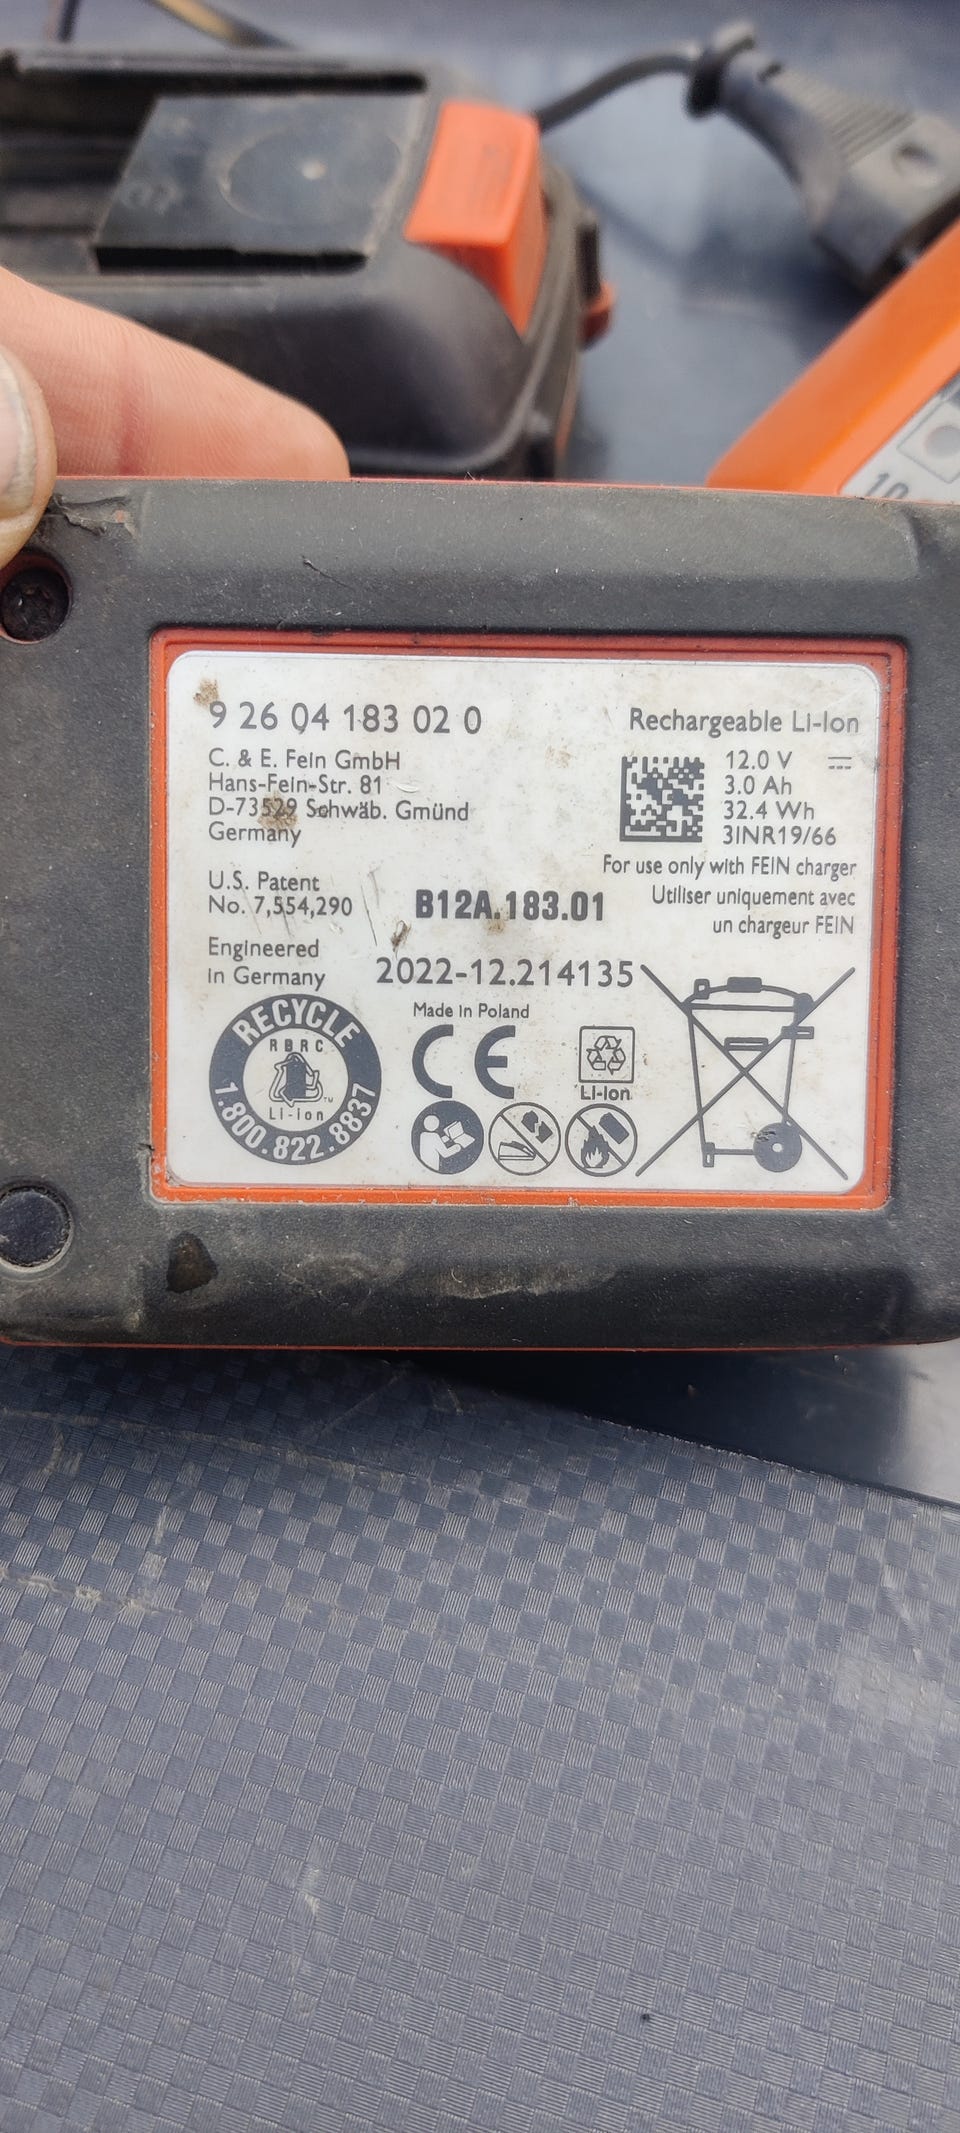 9 26 04 183 02 0
C. & E. Fein GmbH
Hans-Fein-Str. 81
D-73529 Schwäb. Gmünd
Germany
U.S. Patent
No. 7,554,290
Engineered
in Germany
Rechargeable Li-Ion
12.0 V
3.0 Ah
32.4 Wh
3INR19/66
For use only with FEIN charger
Utiliser uniquement avec
un chargeur FEIN
B12A.183.01
2022-12.214135
Made in Poland
RECYCLE
RBRC
TM
Li-ion
1.800.822.8837
CE
Li-Ion